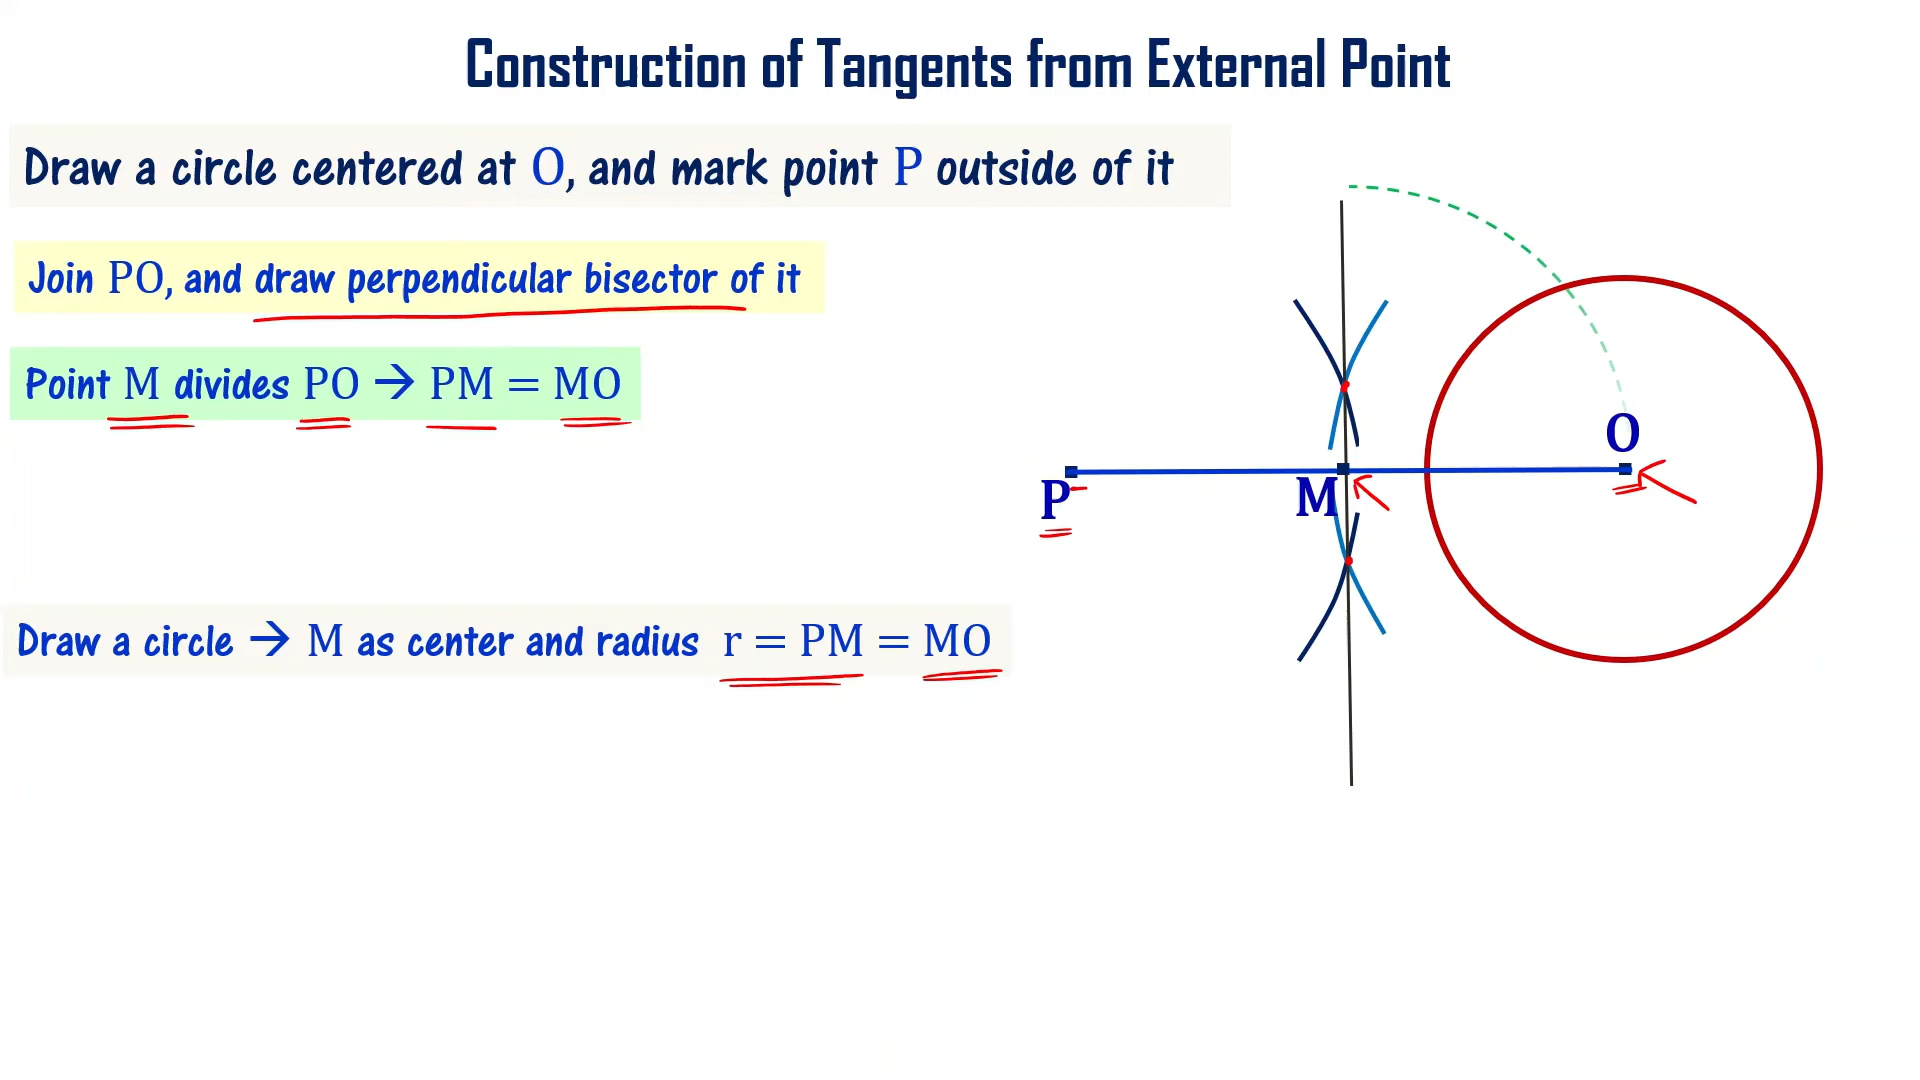 Construction of Tangents from External Point
Draw a circle centered at O, and mark point P outside of it
Join PO, and draw perpendicular bisector of it
Point M divides PO → PM = MO
O
P
M
Draw a circle → M as center and radius r = PM = MO